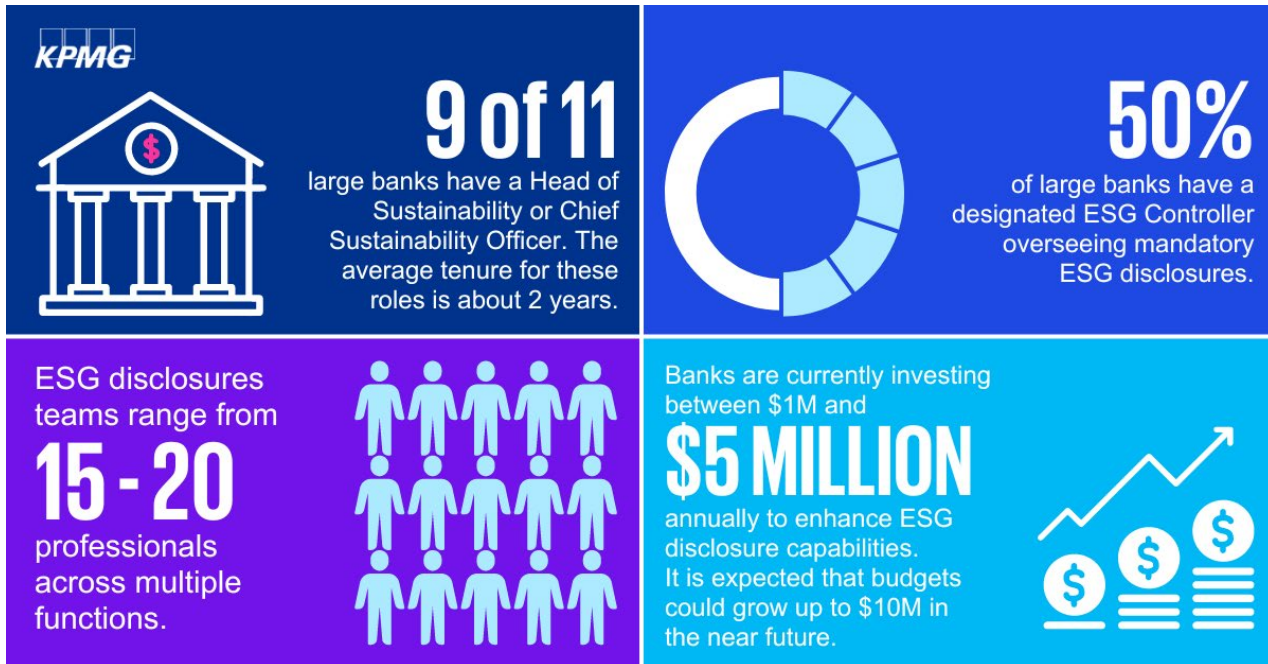 KPMG
$
9 of 11
large banks have a Head of
Sustainability or Chief
Sustainability Officer. The
average tenure for these
roles is about 2 years.
50%
of large banks have a
designated ESG Controller
overseeing mandatory
ESG disclosures.
ESG disclosures
teams range from
15 - 20
professionals
across multiple
functions.
Banks are currently investing
between $1M and
$5 MILLION
annually to enhance ESG
disclosure capabilities.
It is expected that budgets
could grow up to $10M in
the near future.
$ $ $